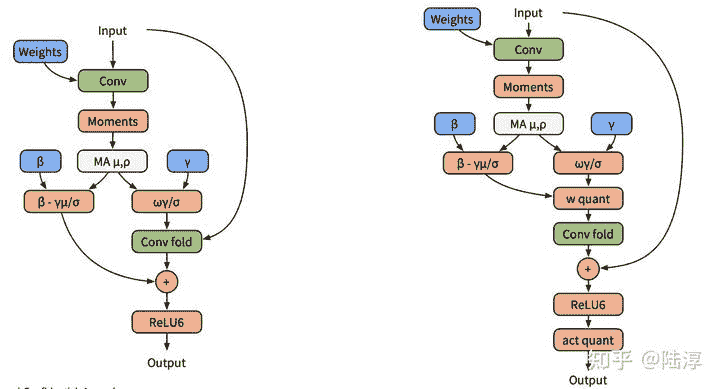 Input
Weights
Conv
Moments
β
MA μ,ρ
γ
β - γμ/σ
ωγ/σ
Conv fold
+
ReLU6
Output
Input
Weights
Conv
Moments
β
MA μ,ρ
γ
β - γμ/σ
ωγ/σ
w quant
Conv fold
+
ReLU6
act quant
Output
知乎 @陆淳